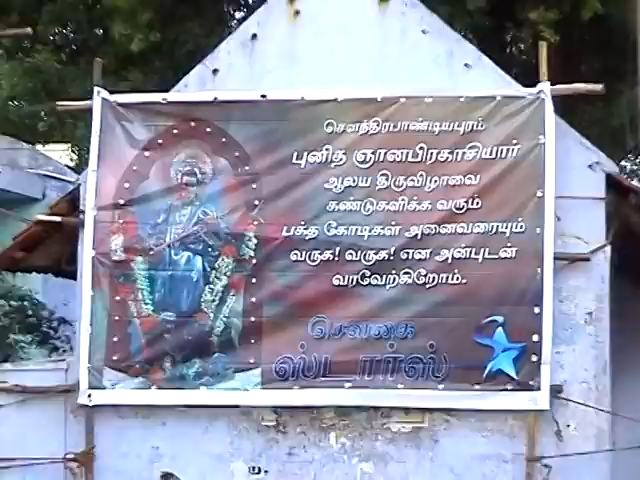 சௌந்திரபாண்டியபுரம்
புனித ஞானபிரகாசியார்
ஆலய திருவிழாவை
கண்டுகளிக்க வரும்
பக்த கோடிகள் அனைவரையும்
வருக! வருக! என அன்புடன்
வரவேற்கிறோம்.
ஸ்டார்ஸ்